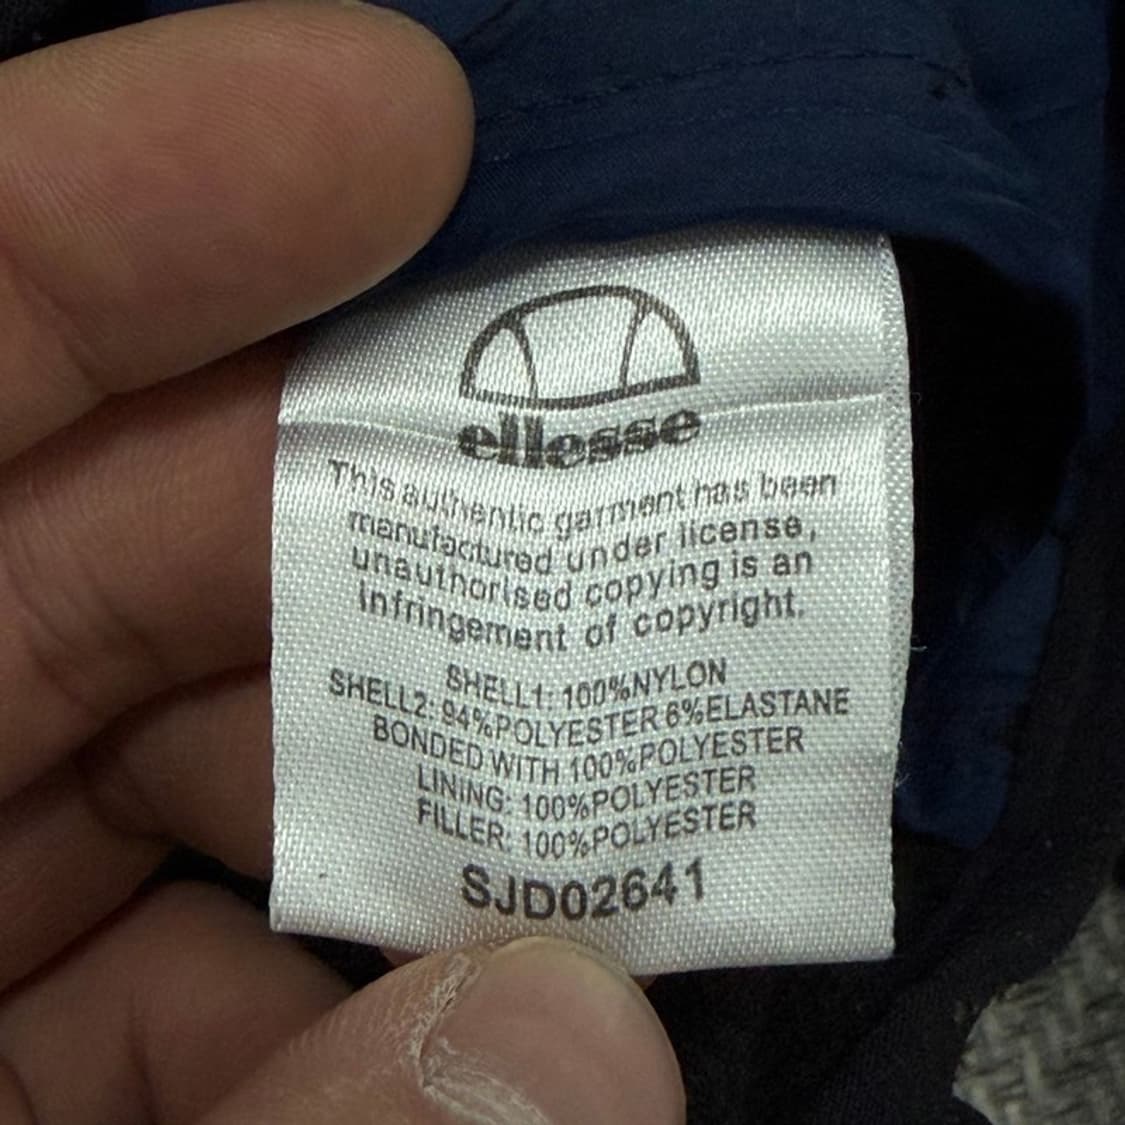 ellesse
This authentic garment has been
manufactured under license,
unauthorised copying is an
infringement of copyright.
SHELL1: 100%NYLON
SHELL2: 94%POLYESTER 6%ELASTANE
BONDED WITH 100%POLYESTER
LINING: 100%POLYESTER
FILLER: 100%POLYESTER
SJD02641